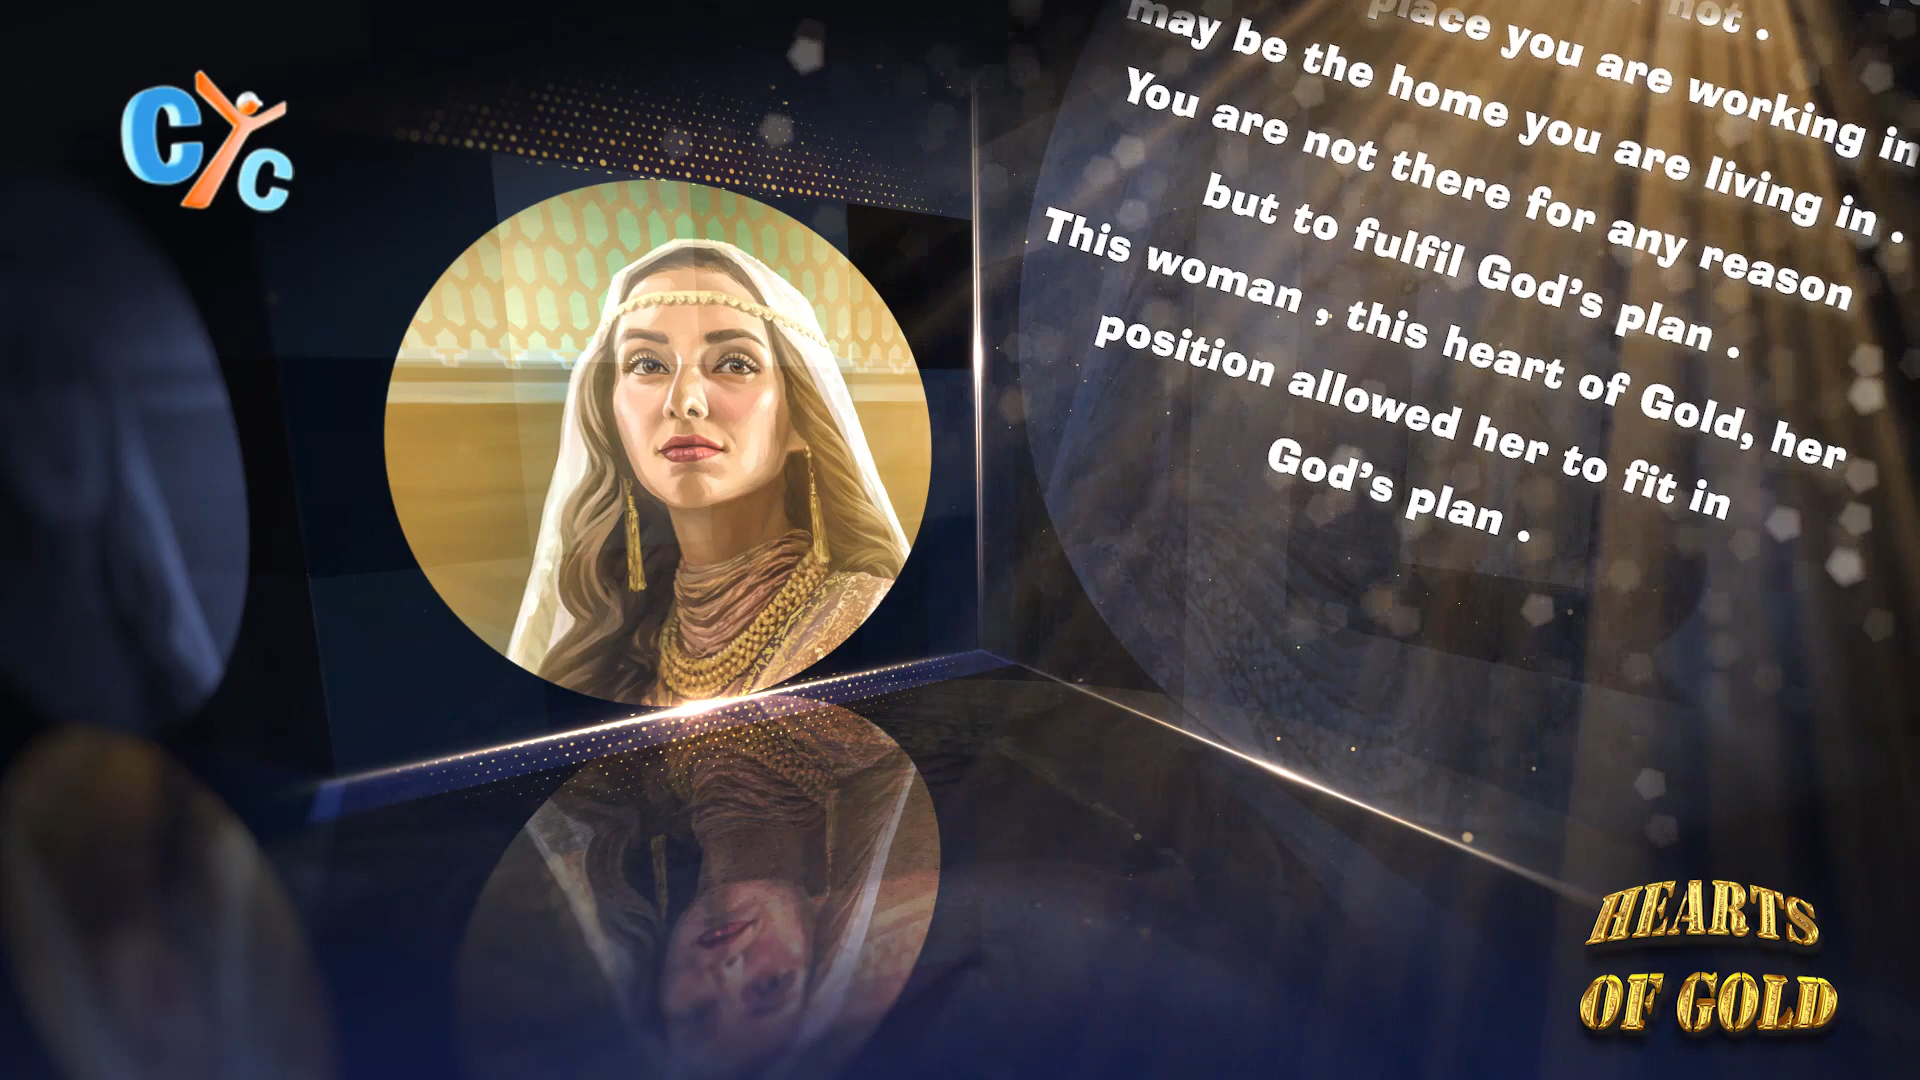 CYC
not .
place you are working in
may be the home you are living in .
You are not there for any reason
but to fulfil God's plan .
This woman , this heart of Gold, her
position allowed her to fit in
God's plan .
HEARTS
OF GOLD